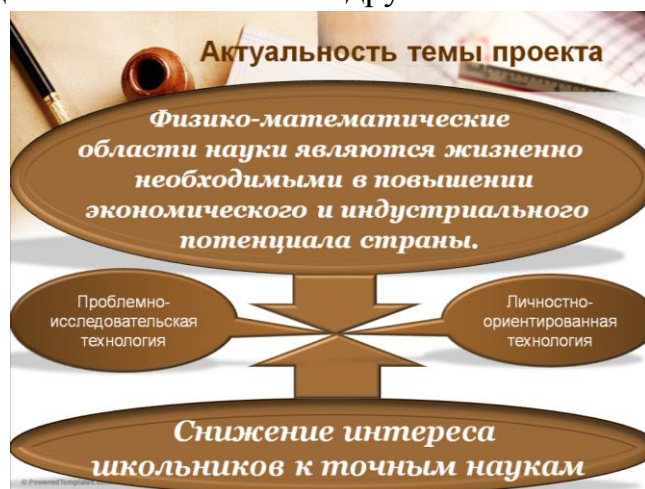 Актуальность темы проекта
Физико-математические
области науки являются жизненно
необходимыми в повышении
экономического и индустриального
потенциала страны.
Проблемно-
исследовательская
технология
Личностно-
ориентированная
технология
Снижение интереса
школьников к точным наукам